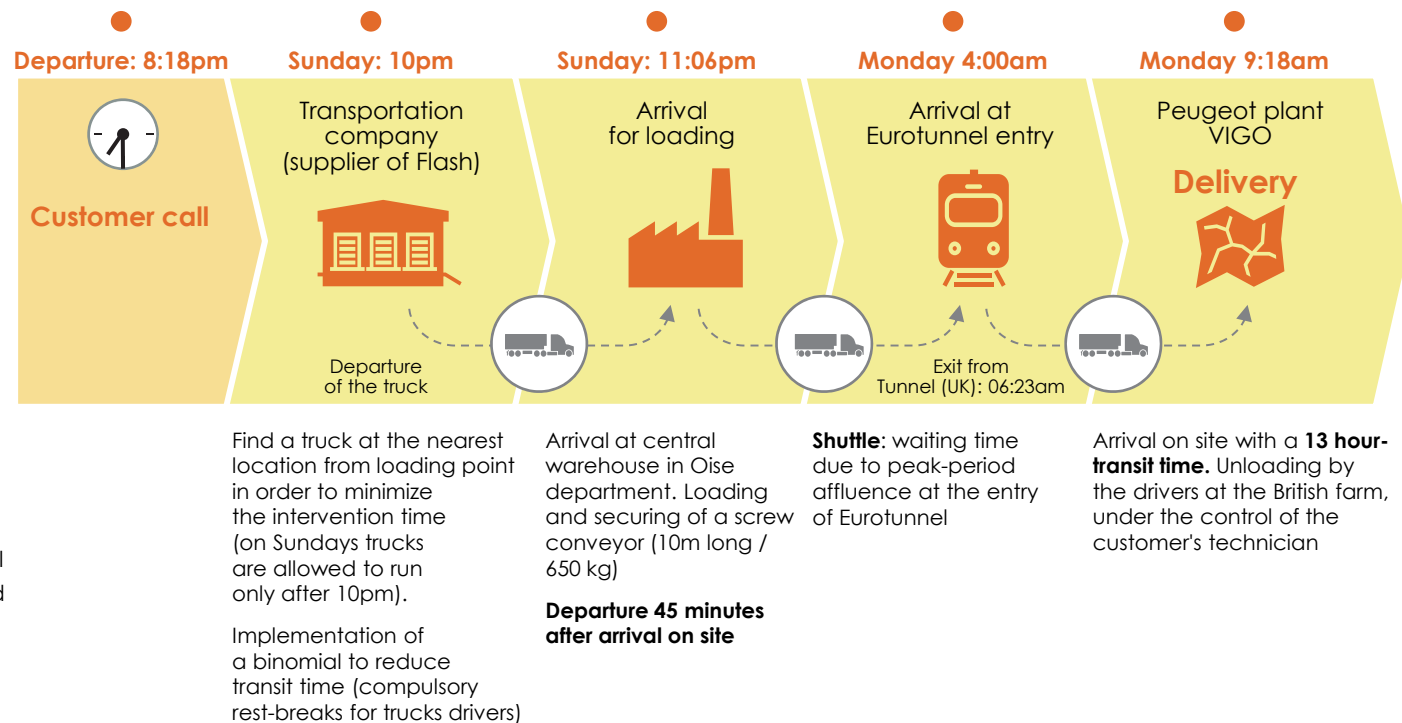 Departure: 8:18pm
Sunday: 10pm
Sunday: 11:06pm
Monday 4:00am
Monday 9:18am
Customer call
Transportation
company
(supplier of Flash)
Departure
of the truck
Arrival
for loading
Arrival at
Eurotunnel entry
Exit from
Tunnel (UK): 06:23am
Peugeot plant
VIGO
Delivery
Find a truck at the nearest
location from loading point
in order to minimize
the intervention time
(on Sundays trucks
are allowed to run
only after 10pm).
Implementation of
a binomial to reduce
transit time (compulsory
rest-breaks for trucks drivers)
Arrival at central
warehouse in Oise
department. Loading
and securing of a screw
conveyor (10m long /
650 kg)
Departure 45 minutes
after arrival on site
Shuttle: waiting time
due to peak-period
affluence at the entry
of Eurotunnel
Arrival on site with a 13 hour-
transit time. Unloading by
the drivers at the British farm,
under the control of the
customer's technician